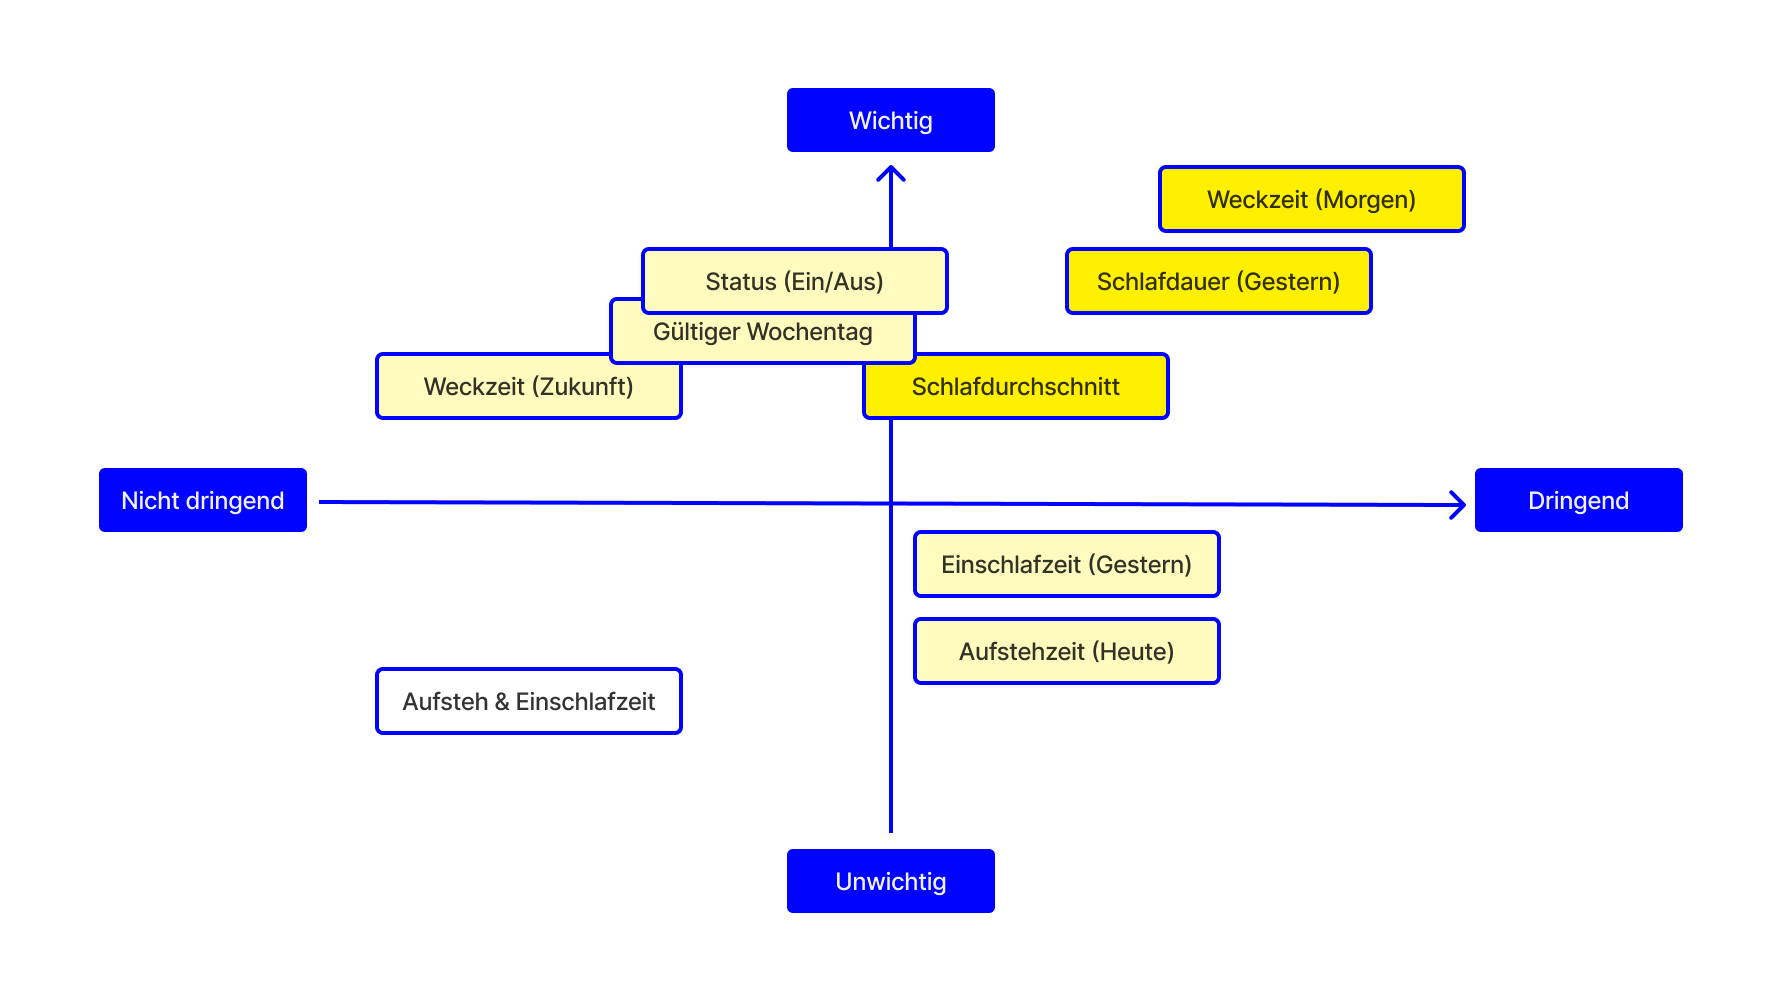 Wichtig
Weckzeit (Morgen)
Status (Ein/Aus)
Schlafdauer (Gestern)
Gültiger Wochentag
Weckzeit (Zukunft)
Schlafdurchschnitt
Nicht dringend
Dringend
Einschlafzeit (Gestern)
Aufstehzeit (Heute)
Aufsteh & Einschlafzeit
Unwichtig